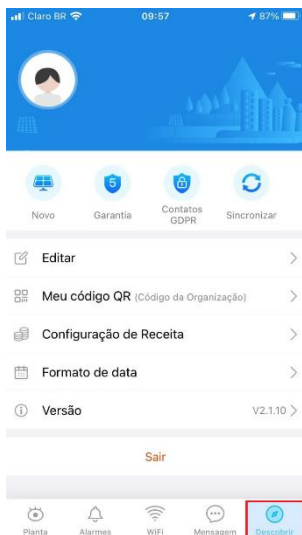 Claro BR 09:57 87%
5
Novo Garantia Contatos GDPR Sincronizar
Editar
Meu código QR (Código da Organização)
Configuração de Receita
Formato de data
Versão V2.1.10
Sair
Planta Alarmes WiFi Mensagem Descobrir